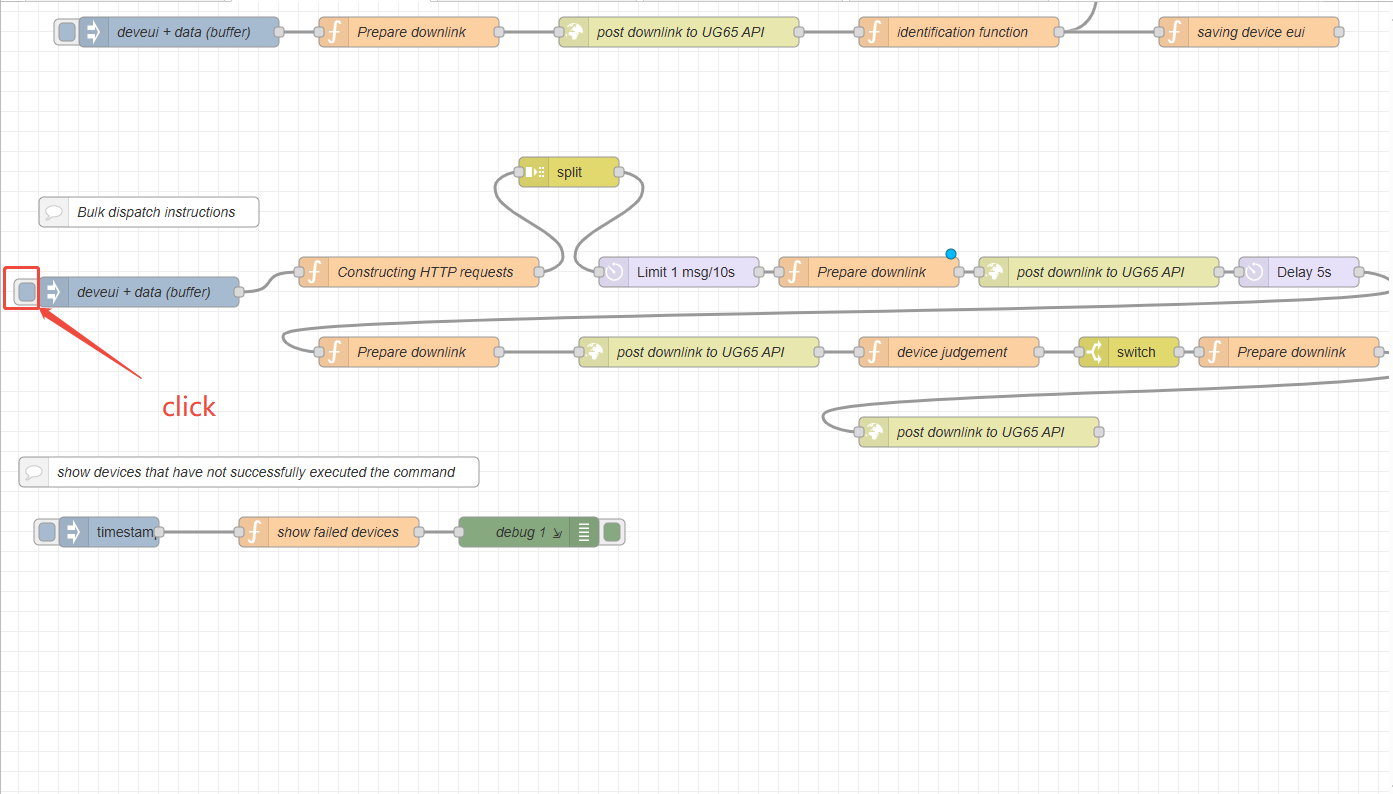 deveui + data (buffer)
Prepare downlink
post downlink to UG65 API
identification function
saving device eui
split
Bulk dispatch instructions
deveui + data (buffer)
Constructing HTTP requests
Limit 1 msg/10s
Prepare downlink
post downlink to UG65 API
Delay 5s
Prepare downlink
post downlink to UG65 API
device judgement
switch
Prepare downlink
click
post downlink to UG65 API
show devices that have not successfully executed the command
timestamp
show failed devices
debug 1